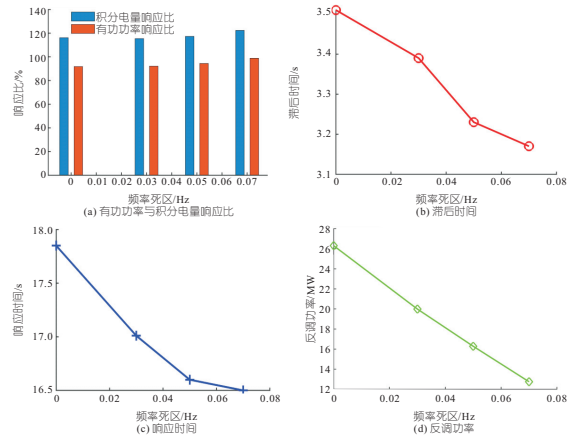 积分电量响应比
有功功率响应比
140
120
100
80
60
40
20
0
响应比/%
0 0.01 0.02 0.03 0.04 0.05 0.06 0.07
频率死区/Hz
(a) 有功功率与积分电量响应比
3.5
3.4
3.3
3.2
3.1
滞后时间/s
0 0.02 0.04 0.06 0.08
频率死区/Hz
(b) 滞后时间
18.0
17.5
17.0
16.5
响应时间/s
0 0.02 0.04 0.06 0.08
频率死区/Hz
(c) 响应时间
28
26
24
22
20
18
16
14
12
反调功率/MW
0 0.02 0.04 0.06 0.08
频率死区/Hz
(d) 反调功率